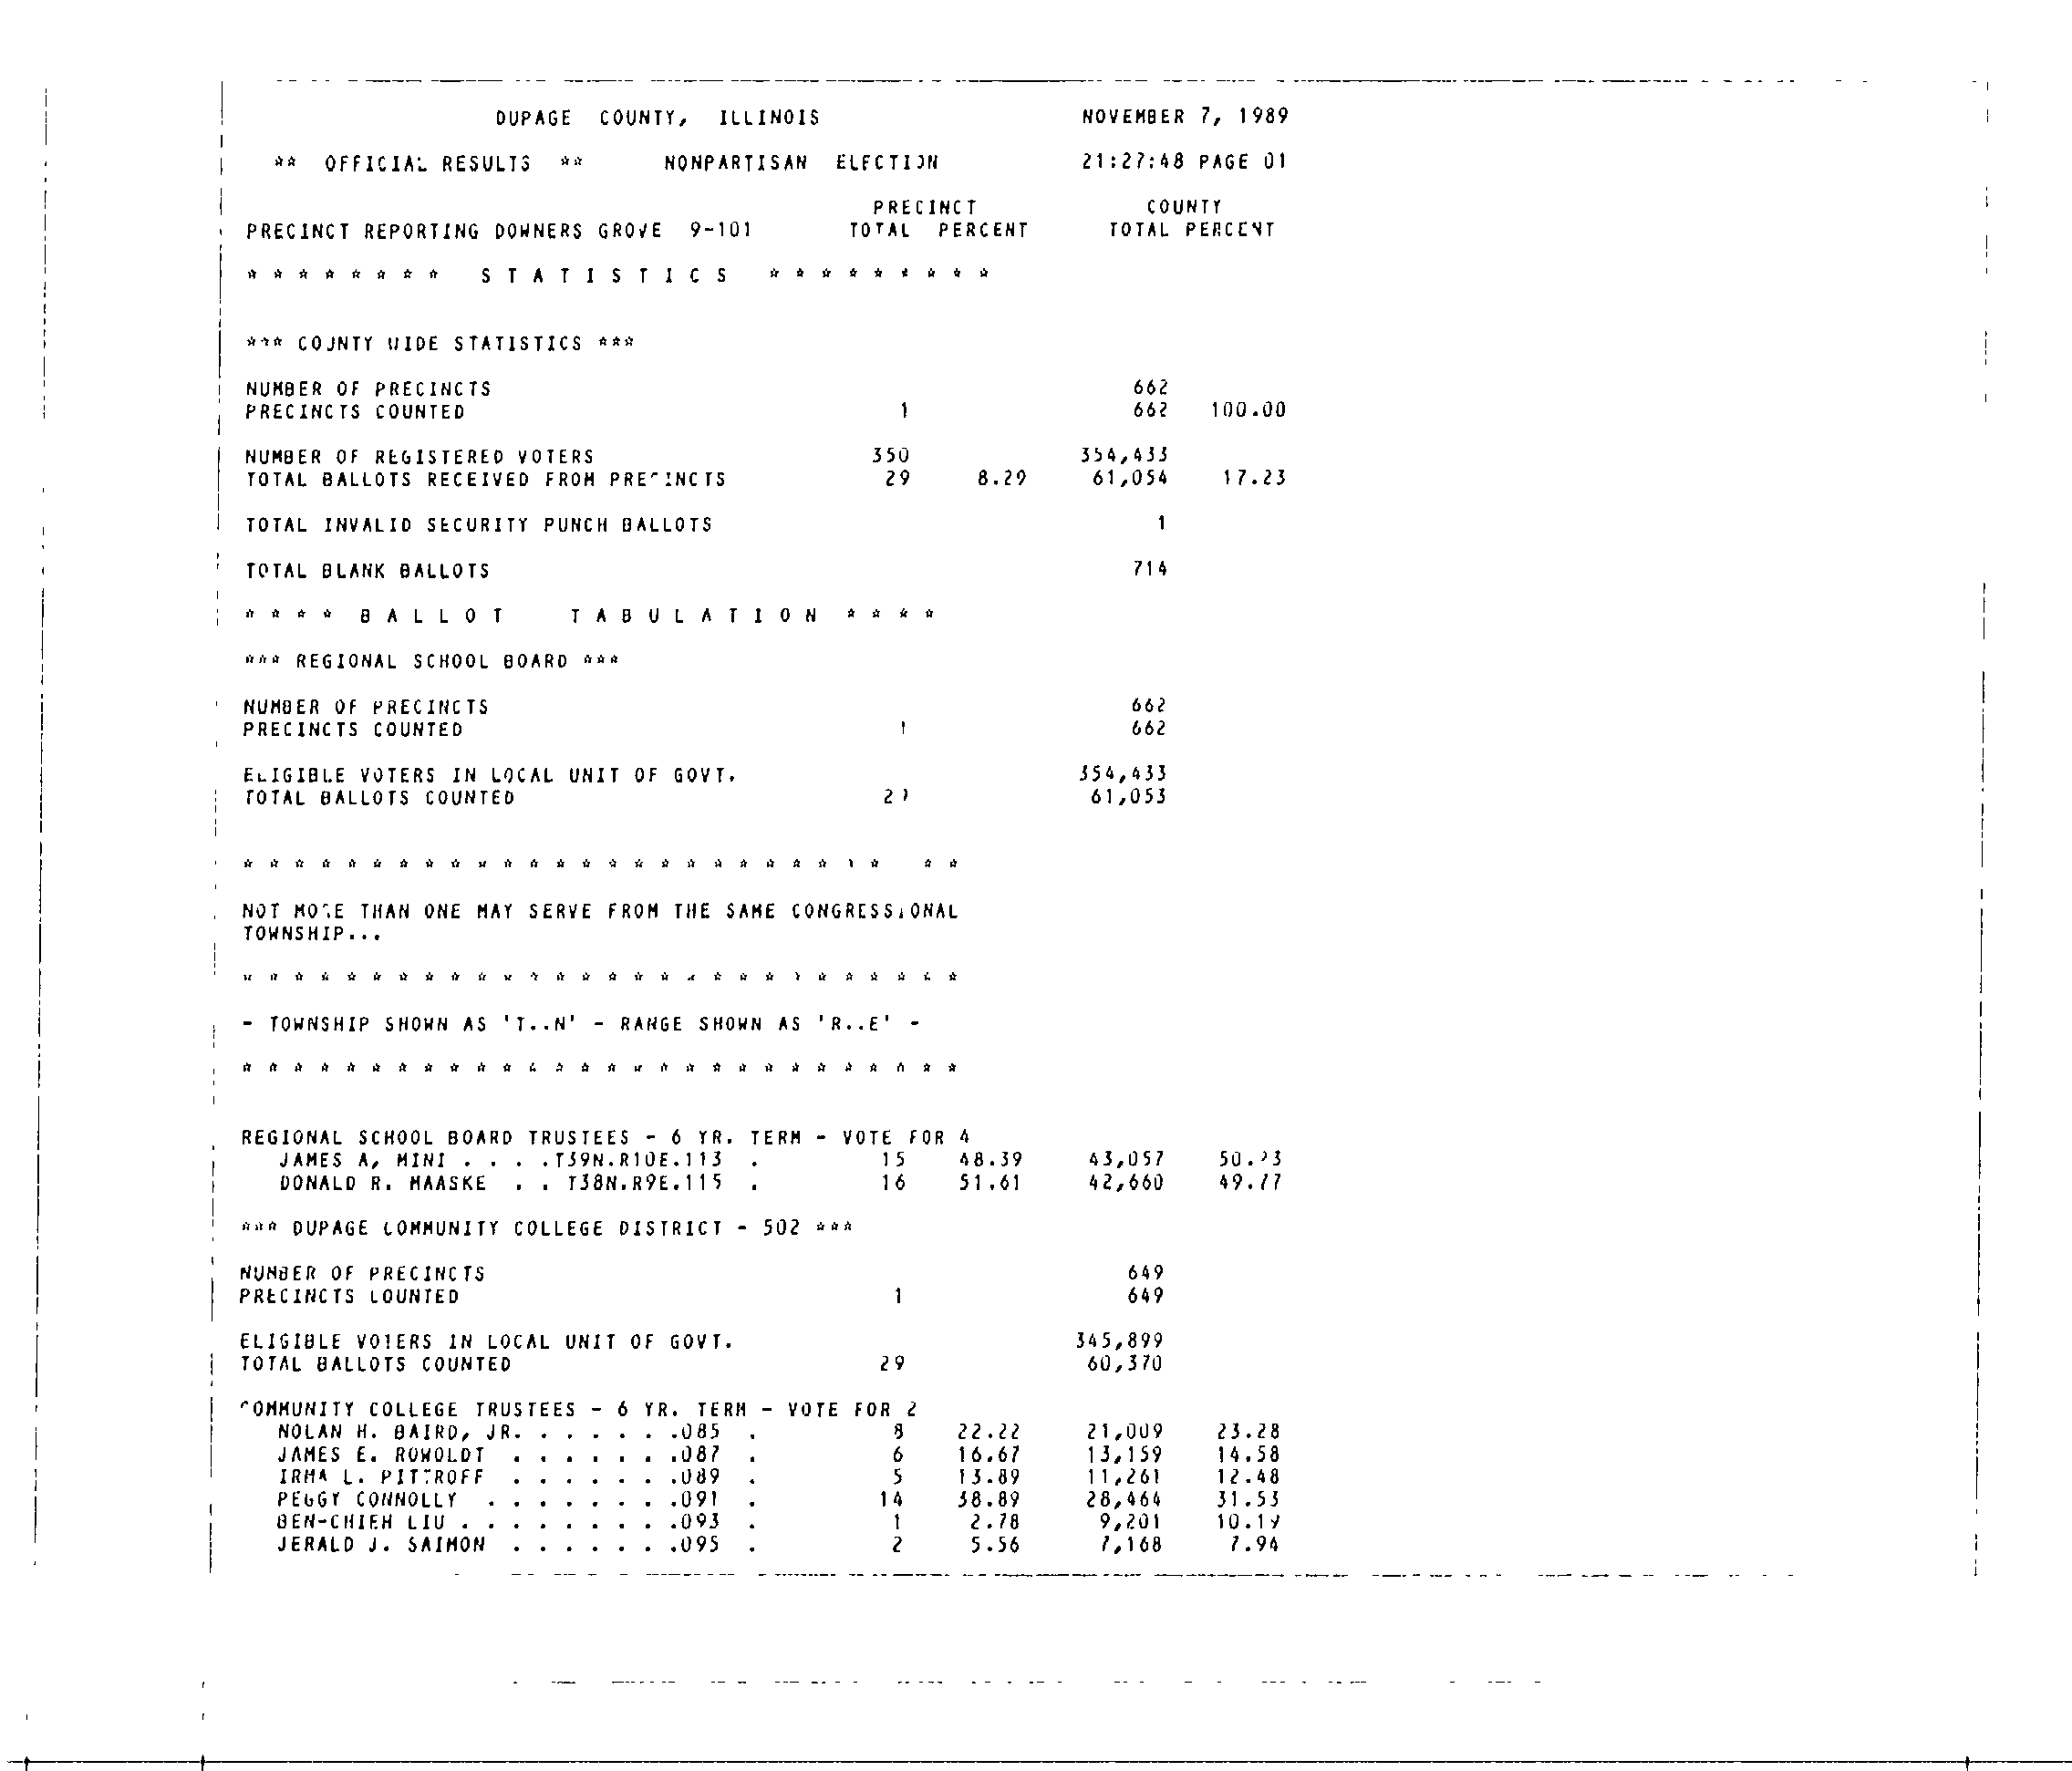 DUPAGE COUNTY, ILLINOIS NOVEMBER 7, 1989
** OFFICIAL RESULTS ** NONPARTISAN ELECTION 21:27:48 PAGE 01
PRECINCT COUNTY
PRECINCT REPORTING DOWNERS GROVE 9-101 TOTAL PERCENT TOTAL PERCENT
* * * * * * * * S T A T I S T I C S * * * * * * * * *
*** COUNTY WIDE STATISTICS ***
NUMBER OF PRECINCTS 662
PRECINCTS COUNTED 1 662 100.00
NUMBER OF REGISTERED VOTERS 350 354,433
TOTAL BALLOTS RECEIVED FROM PRECINCTS 29 8.29 61,054 17.23
TOTAL INVALID SECURITY PUNCH BALLOTS 1
TOTAL BLANK BALLOTS 714
* * * * B A L L O T T A B U L A T I O N * * * *
*** REGIONAL SCHOOL BOARD ***
NUMBER OF PRECINCTS 662
PRECINCTS COUNTED 1 662
ELIGIBLE VOTERS IN LOCAL UNIT OF GOVT. 354,433
TOTAL BALLOTS COUNTED 61,053
* * * * * * * * * * * * * * * * * * * * * * * * * * * *
NOT MORE THAN ONE MAY SERVE FROM THE SAME CONGRESSIONAL
TOWNSHIP...
* * * * * * * * * * * * * * * * * * * * * * * * * * * *
- TOWNSHIP SHOWN AS 'T..N' - RANGE SHOWN AS 'R..E' -
* * * * * * * * * * * * * * * * * * * * * * * * * * * *
REGIONAL SCHOOL BOARD TRUSTEES - 6 YR. TERM - VOTE FOR 4
JAMES A, MINI . . . .T39N.R10E.113 . 15 48.39 43,057 50.23
DONALD R. MAASKE . . T38N.R9E.115 . 16 51.61 42,660 49.77
*** DUPAGE COMMUNITY COLLEGE DISTRICT - 502 ***
NUMBER OF PRECINCTS 649
PRECINCTS COUNTED 1 649
ELIGIBLE VOTERS IN LOCAL UNIT OF GOVT. 345,899
TOTAL BALLOTS COUNTED 29 60,370
COMMUNITY COLLEGE TRUSTEES - 6 YR. TERM - VOTE FOR 2
NOLAN H. BAIRD, JR. . . . . . .085 . 8 22.22 21,009 23.28
JAMES E. ROWOLDT . . . . . . .087 . 6 16.67 13,159 14.58
IRMA L. PITTROFF . . . . . . .089 . 5 13.89 11,261 12.48
PEGGY CONNOLLY . . . . . . . .091 . 14 38.89 28,464 31.53
BEN-CHIEH LIU . . . . . . . . .093 . 1 2.78 9,201 10.19
JERALD J. SAIMON . . . . . . .095 . 2 5.56 7,168 7.94